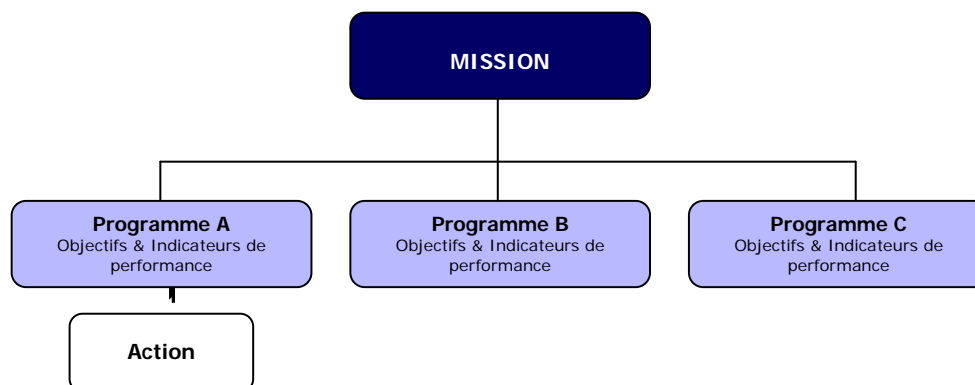 MISSION
Programme A
Objectifs & Indicateurs de
performance
Programme B
Objectifs & Indicateurs de
performance
Programme C
Objectifs & Indicateurs de
performance
Action